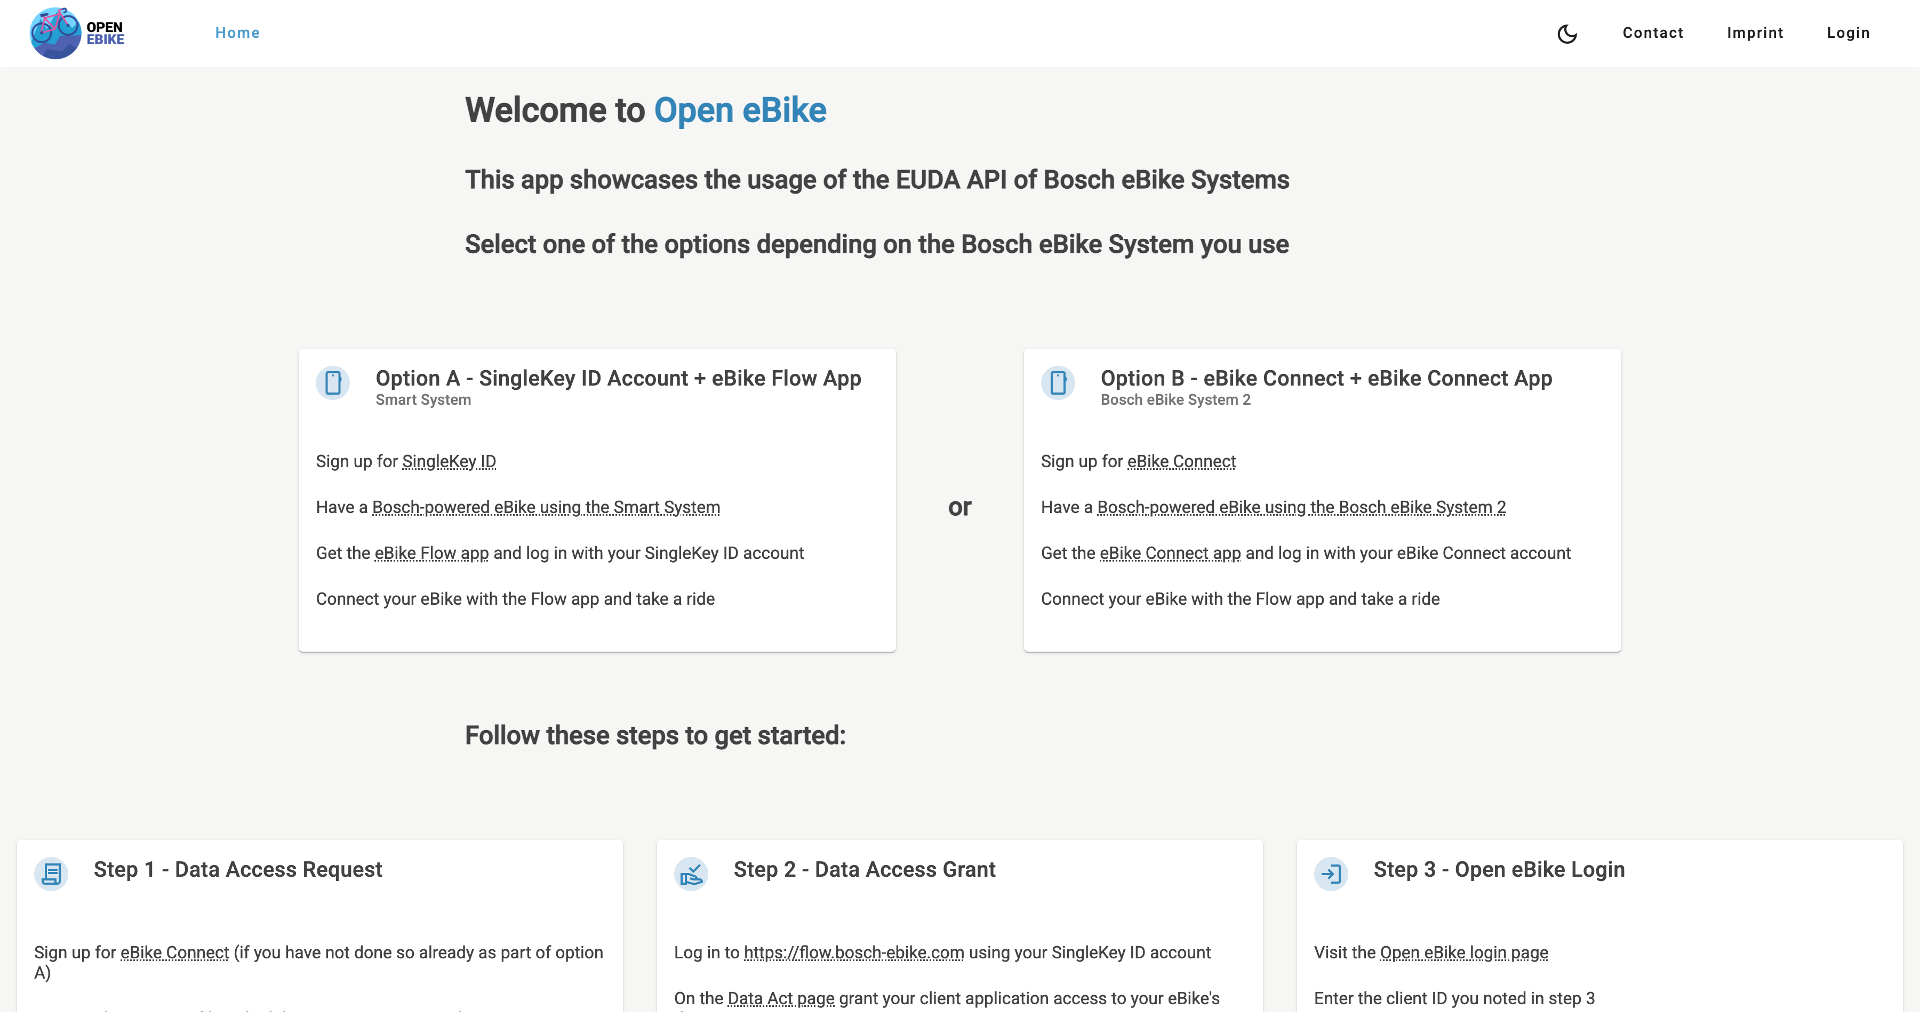 OPEN
EBIKE
Home
Contact
Imprint
Login
Welcome to Open eBike
This app showcases the usage of the EUDA API of Bosch eBike Systems
Select one of the options depending on the Bosch eBike System you use
Option A - SingleKey ID Account + eBike Flow App
Smart System
Sign up for SingleKey ID
Have a Bosch-powered eBike using the Smart System
Get the eBike Flow app and log in with your SingleKey ID account
Connect your eBike with the Flow app and take a ride
or
Option B - eBike Connect + eBike Connect App
Bosch eBike System 2
Sign up for eBike Connect
Have a Bosch-powered eBike using the Bosch eBike System 2
Get the eBike Connect app and log in with your eBike Connect account
Connect your eBike with the Flow app and take a ride
Follow these steps to get started:
Step 1 - Data Access Request
Sign up for eBike Connect (if you have not done so already as part of option
A)
Step 2 - Data Access Grant
Log in to https://flow.bosch-ebike.com using your SingleKey ID account
On the Data Act page grant your client application access to your eBike's
Step 3 - Open eBike Login
Visit the Open eBike login page
Enter the client ID you noted in step 3